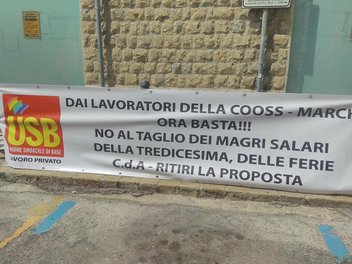 USB
UNIONE SINDACALE DI BASE
LAVORO PRIVATO
DAI LAVORATORI DELLA COOSS - MARCH
ORA BASTA!!!
NO AL TAGLIO DEI MAGRI SALARI
DELLA TREDICESIMA, DELLE FERIE
C.d.A - RITIRI LA PROPOSTA